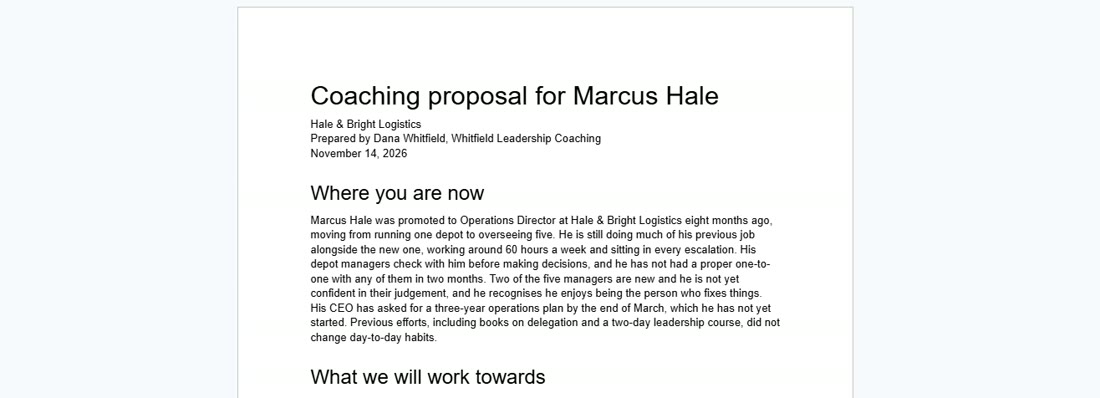 Coaching proposal for Marcus Hale
Hale & Bright Logistics
Prepared by Dana Whitfield, Whitfield Leadership Coaching
November 14, 2026
Where you are now
Marcus Hale was promoted to Operations Director at Hale & Bright Logistics eight months ago,
moving from running one depot to overseeing five. He is still doing much of his previous job
alongside the new one, working around 60 hours a week and sitting in every escalation. His
depot managers check with him before making decisions, and he has not had a proper one-to-
one with any of them in two months. Two of the five managers are new and he is not yet
confident in their judgement, and he recognises he enjoys being the person who fixes things.
His CEO has asked for a three-year operations plan by the end of March, which he has not yet
started. Previous efforts, including books on delegation and a two-day leadership course, did not
change day-to-day habits.
What we will work towards